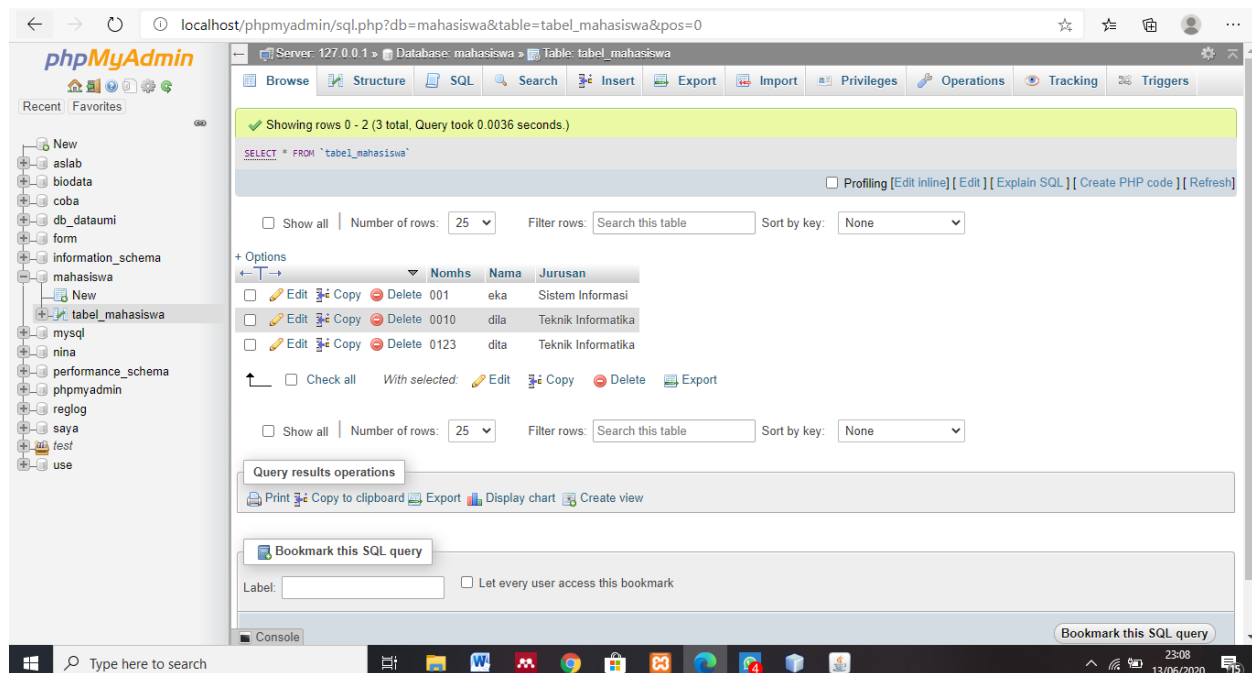 localhost/phpmyadmin/sql.php?db=mahasiswa&table=tabel_mahasiswa&pos=0
phpMyAdmin
Recent Favorites
New
aslab
biodata
coba
db_dataumi
form
information_schema
mahasiswa
New
tabel_mahasiswa
mysql
nina
performance_schema
phpmyadmin
reglog
saya
test
use
Server: 127.0.0.1 » Database: mahasiswa » Table: tabel_mahasiswa
Browse Structure SQL Search Insert Export Import Privileges Operations Tracking Triggers
Showing rows 0 - 2 (3 total, Query took 0.0036 seconds.)
SELECT * FROM `tabel_mahasiswa`
Profiling [Edit inline] [ Edit ] [ Explain SQL ] [ Create PHP code ] [ Refresh]
Show all | Number of rows: 25 Filter rows: Search this table Sort by key: None
+ Options
←T→ Nomhs Nama Jurusan
Edit Copy Delete 001 eka Sistem Informasi
Edit Copy Delete 0010 dila Teknik Informatika
Edit Copy Delete 0123 dita Teknik Informatika
Check all With selected: Edit Copy Delete Export
Show all | Number of rows: 25 Filter rows: Search this table Sort by key: None
Query results operations
Print Copy to clipboard Export Display chart Create view
Bookmark this SQL query
Label: Let every user access this bookmark
Console
Bookmark this SQL query
Type here to search
23:08
13/06/2020
15